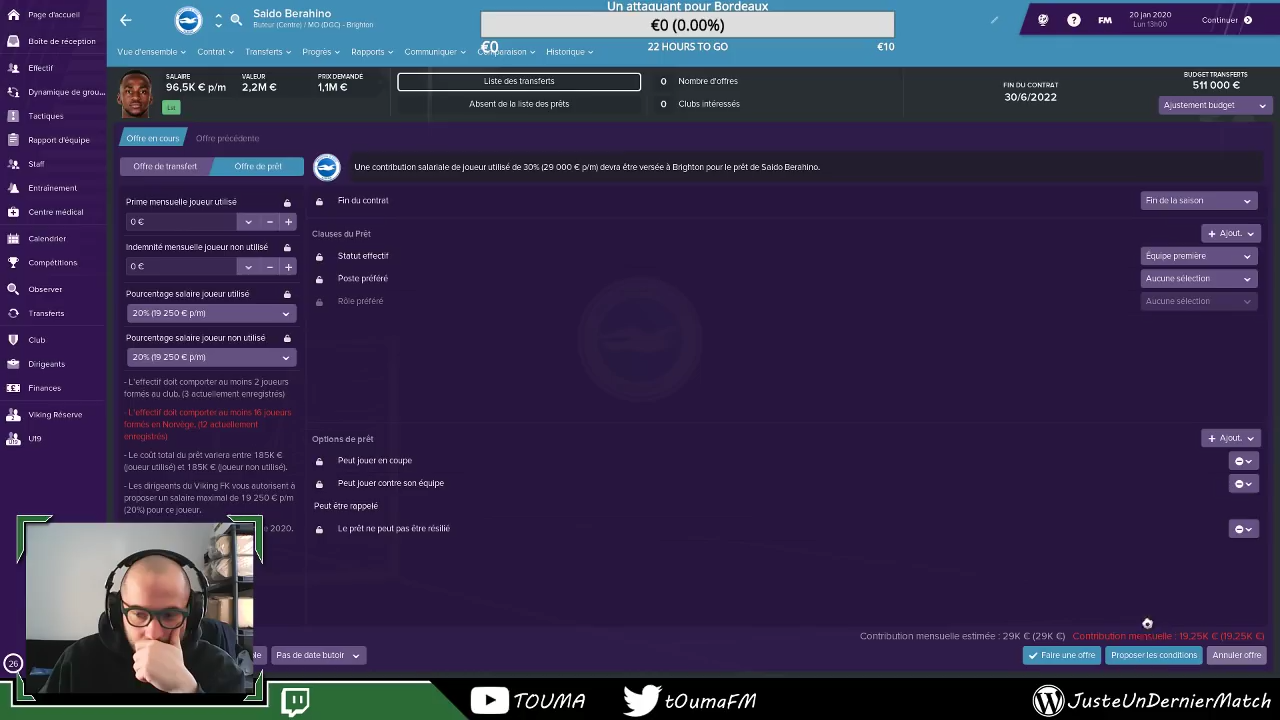 Page d'accueil
Boîte de réception
Effectif
Dynamique de grou...
Tactiques
Rapport d'équipe
Staff
Entraînement
Centre médical
Calendrier
Compétitions
Observer
Transferts
Club
Dirigeants
Finances
Viking Réserve
U19
26
Saido Berahino
Buteur (Centre) / MO (DGC) - Brighton
Un attaquant pour Bordeaux
€0 (0.00%)
€0
22 HOURS TO GO
€10
FM
20 jan 2020
Lun 13h00
Continuer
Vue d'ensemble
Contrat
Transferts
Progrès
Rapports
Communiquer
Comparaison
Historique
SALAIRE
96,5K € p/m
VALEUR
2,2M €
PRIX DEMANDÉ
1,1M €
Lst
Liste des transferts
Absent de la liste des prêts
0 Nombre d'offres
0 Clubs intéressés
FIN DU CONTRAT
30/6/2022
BUDGET TRANSFERTS
511 000 €
Ajustement budget
Offre en cours
Offre précédente
Offre de transfert
Offre de prêt
Une contribution salariale de joueur utilisé de 30% (29 000 € p/m) devra être versée à Brighton pour le prêt de Saido Berahino.
Prime mensuelle joueur utilisé
0 €
Indemnité mensuelle joueur non utilisé
0 €
Pourcentage salaire joueur utilisé
20% (19 250 € p/m)
Pourcentage salaire joueur non utilisé
20% (19 250 € p/m)
- L'effectif doit comporter au moins 2 joueurs
formés au club. (3 actuellement
enregistrés)
- L'effectif doit comporter au moins 16 joueurs
formés en Norvège. (12 actuellement
enregistrés)
- Le coût total du prêt variera entre 185K €
(joueur utilisé) et 185K € (joueur non utilisé).
- Les dirigeants du Viking FK vous autorisent à
proposer un salaire maximal de 19 250 € p/m
(20%) pour ce joueur.
e 2020.
Fin du contrat
Fin de la saison
Clauses du Prêt
Ajout.
Statut effectif
Équipe première
Poste préféré
Aucune sélection
Rôle préféré
Aucune sélection
Options de prêt
Ajout.
Peut jouer en coupe
Peut jouer contre son équipe
Peut être rappelé
Le prêt ne peut pas être résilié
Contribution mensuelle estimée : 29K € (29K €) Contribution mensuelle : 19,25K € (19,25K €)
Pas de date butoir
Faire une offre
Proposer les conditions
Annuler offre
TOUMA
tOumaFM
JusteUnDernierMatch